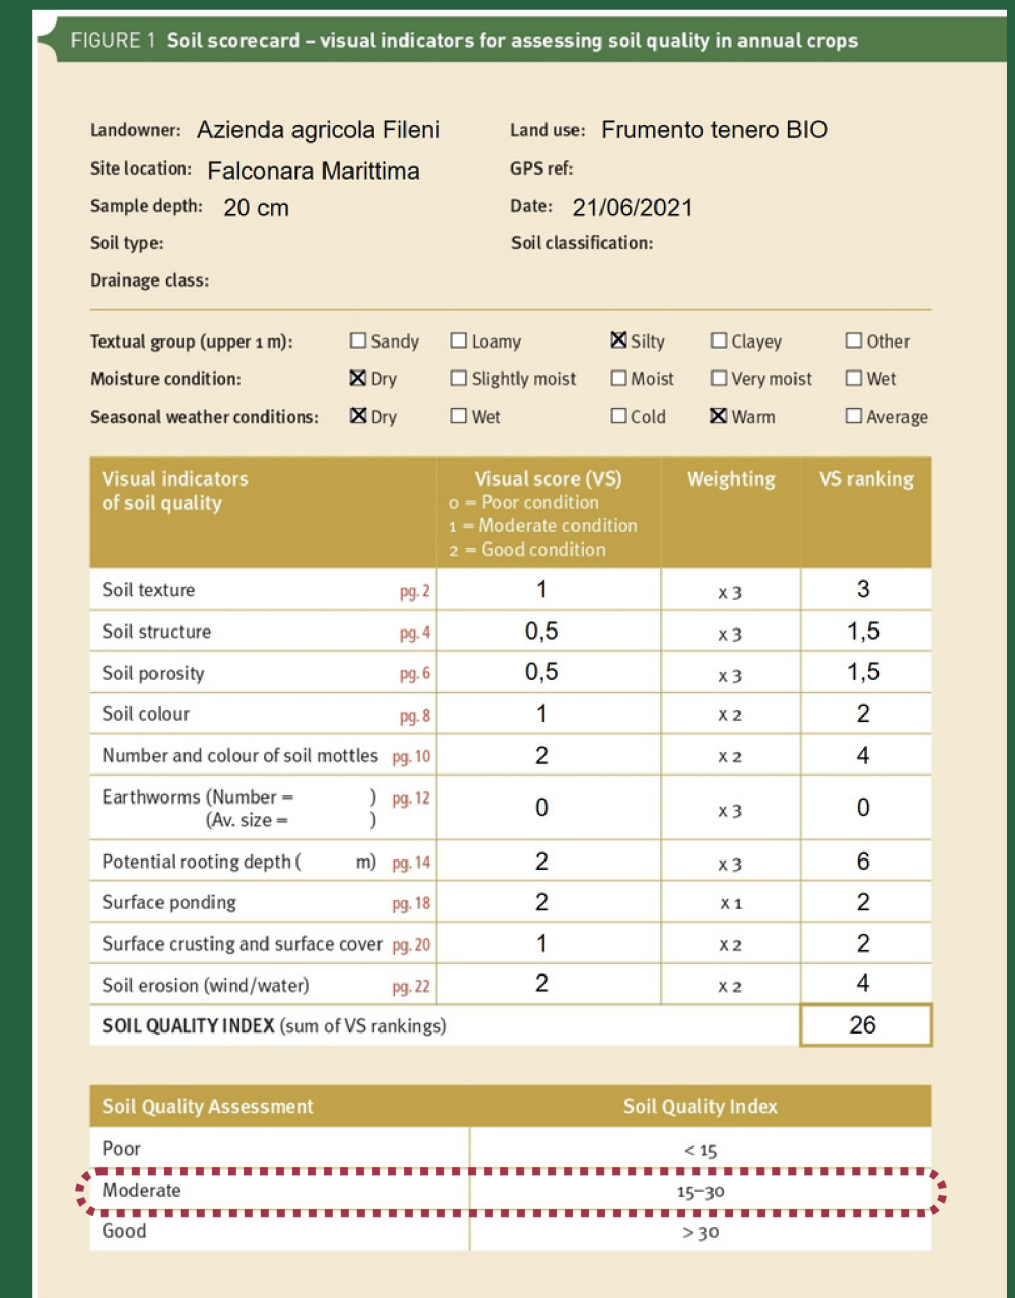 FIGURE 1 Soil scorecard – visual indicators for assessing soil quality in annual crops
Landowner: Azienda agricola Fileni Land use: Frumento tenero BIO
Site location: Falconara Marittima GPS ref:
Sample depth: 20 cm Date: 21/06/2021
Soil type: Soil classification:
Drainage class:
Textual group (upper 1 m): ☐ Sandy ☐ Loamy ☒ Silty ☐ Clayey ☐ Other
Moisture condition: ☒ Dry ☐ Slightly moist ☐ Moist ☐ Very moist ☐ Wet
Seasonal weather conditions: ☒ Dry ☐ Wet ☐ Cold ☒ Warm ☐ Average
Visual indicators Visual score (VS) Weighting VS ranking
of soil quality 0 = Poor condition
1 = Moderate condition
2 = Good condition
Soil texture pg. 2 1 x 3 3
Soil structure pg. 4 0,5 x 3 1,5
Soil porosity pg. 6 0,5 x 3 1,5
Soil colour pg. 8 1 x 2 2
Number and colour of soil mottles pg. 10 2 x 2 4
Earthworms (Number = ) pg. 12 0 x 3 0
(Av. size = )
Potential rooting depth ( m) pg. 14 2 x 3 6
Surface ponding pg. 18 2 x 1 2
Surface crusting and surface cover pg. 20 1 x 2 2
Soil erosion (wind/water) pg. 22 2 x 2 4
SOIL QUALITY INDEX (sum of VS rankings) 26
Soil Quality Assessment Soil Quality Index
Poor < 15
Moderate 15–30
Good > 30